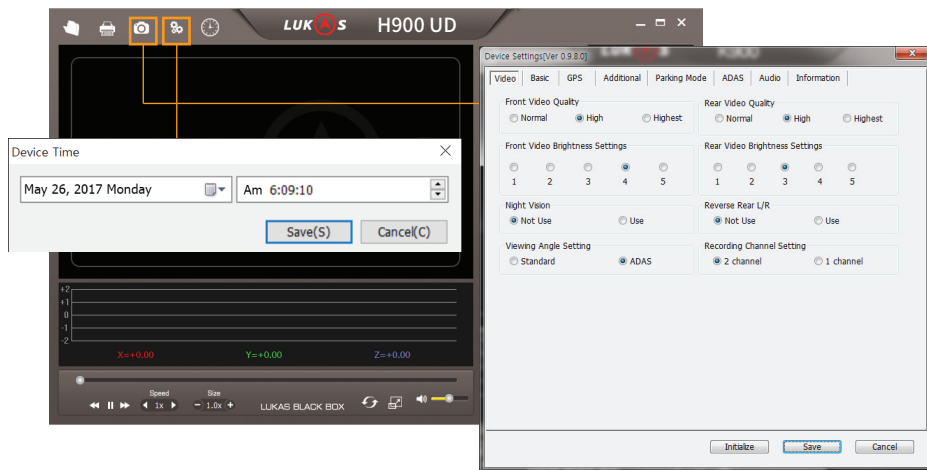 LUKAS H900 UD
Device Time
May 26, 2017 Monday Am 6:09:10
Save(S) Cancel(C)
+2
+1
0
-1
-2
X=+0.00 Y=+0.00 Z=+0.00
Speed Size
1x 1.0x LUKAS BLACK BOX
Device Settings[Ver 0.9.8.0]
Video Basic GPS Additional Parking Mode ADAS Audio Information
Front Video Quality Rear Video Quality
Normal High Highest Normal High Highest
Front Video Brightness Settings Rear Video Brightness Settings
1 2 3 4 5 1 2 3 4 5
Night Vision Reverse Rear L/R
Not Use Use Not Use Use
Viewing Angle Setting Recording Channel Setting
Standard ADAS 2 channel 1 channel
Initialize Save Cancel